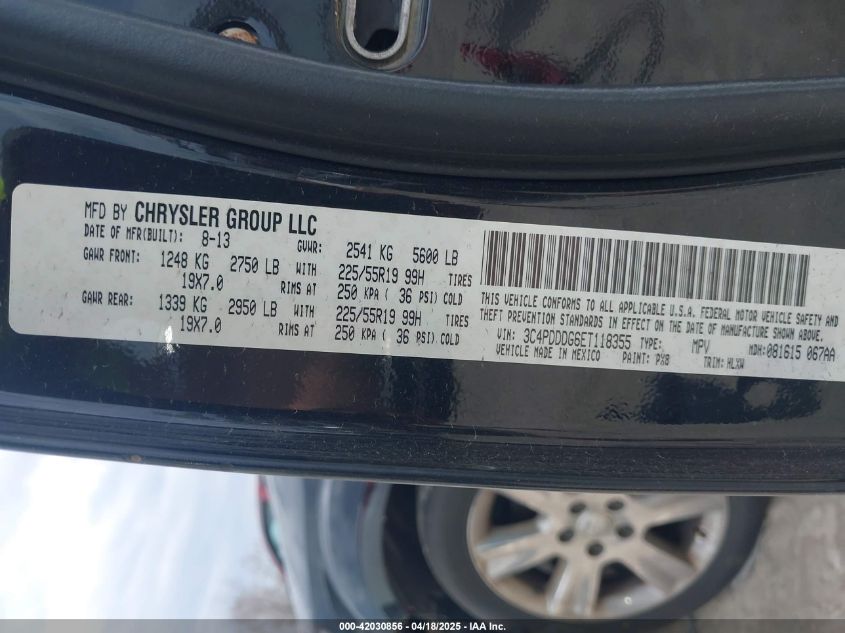 MFD BY CHRYSLER GROUP LLC
DATE OF MFR(BUILT): 8-13 GVWR: 2541 KG 5600 LB
GAWR FRONT: 1248 KG 2750 LB WITH 225/55R19 99H TIRES
19X7.0 RIMS AT 250 KPA ( 36 PSI) COLD
GAWR REAR: 1339 KG 2950 LB WITH 225/55R19 99H TIRES
19X7.0 RIMS AT 250 KPA ( 36 PSI) COLD
THIS VEHICLE CONFORMS TO ALL APPLICABLE U.S.A. FEDERAL MOTOR VEHICLE SAFETY AND
THEFT PREVENTION STANDARDS IN EFFECT ON THE DATE OF MANUFACTURE SHOWN ABOVE.
VIN: 3C4PDDDG6ET118355 TYPE: MPV MDH: 081615 067AA
VEHICLE MADE IN MEXICO PAINT: PX8 TRIM: HLXW
000-42030856 - 04/18/2025 - IAA Inc.